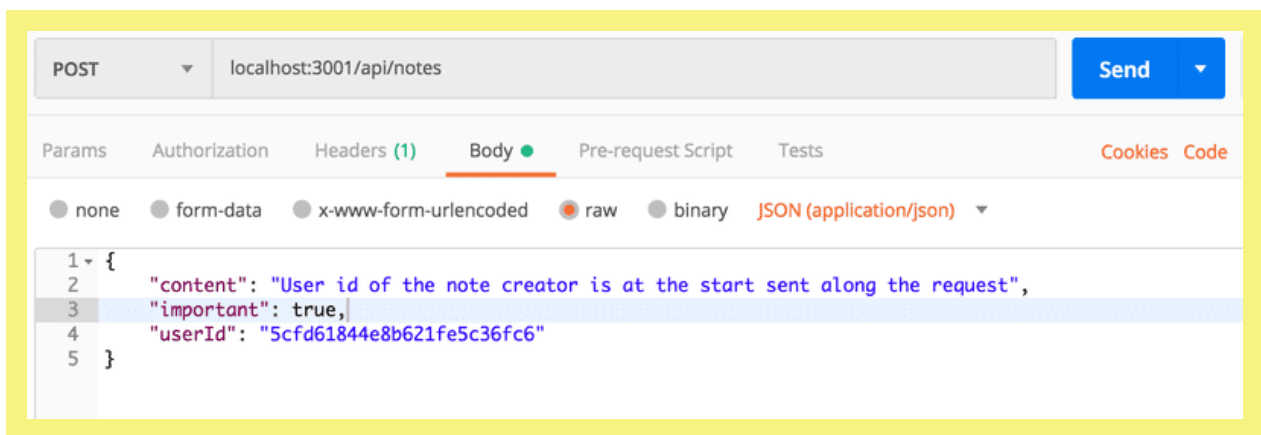 POST localhost:3001/api/notes Send
Params Authorization Headers (1) Body Pre-request Script Tests Cookies Code
none form-data x-www-form-urlencoded raw binary JSON (application/json)
1 {
2 "content": "User id of the note creator is at the start sent along the request",
3 "important": true,
4 "userId": "5cfd61844e8b621fe5c36fc6"
5 }